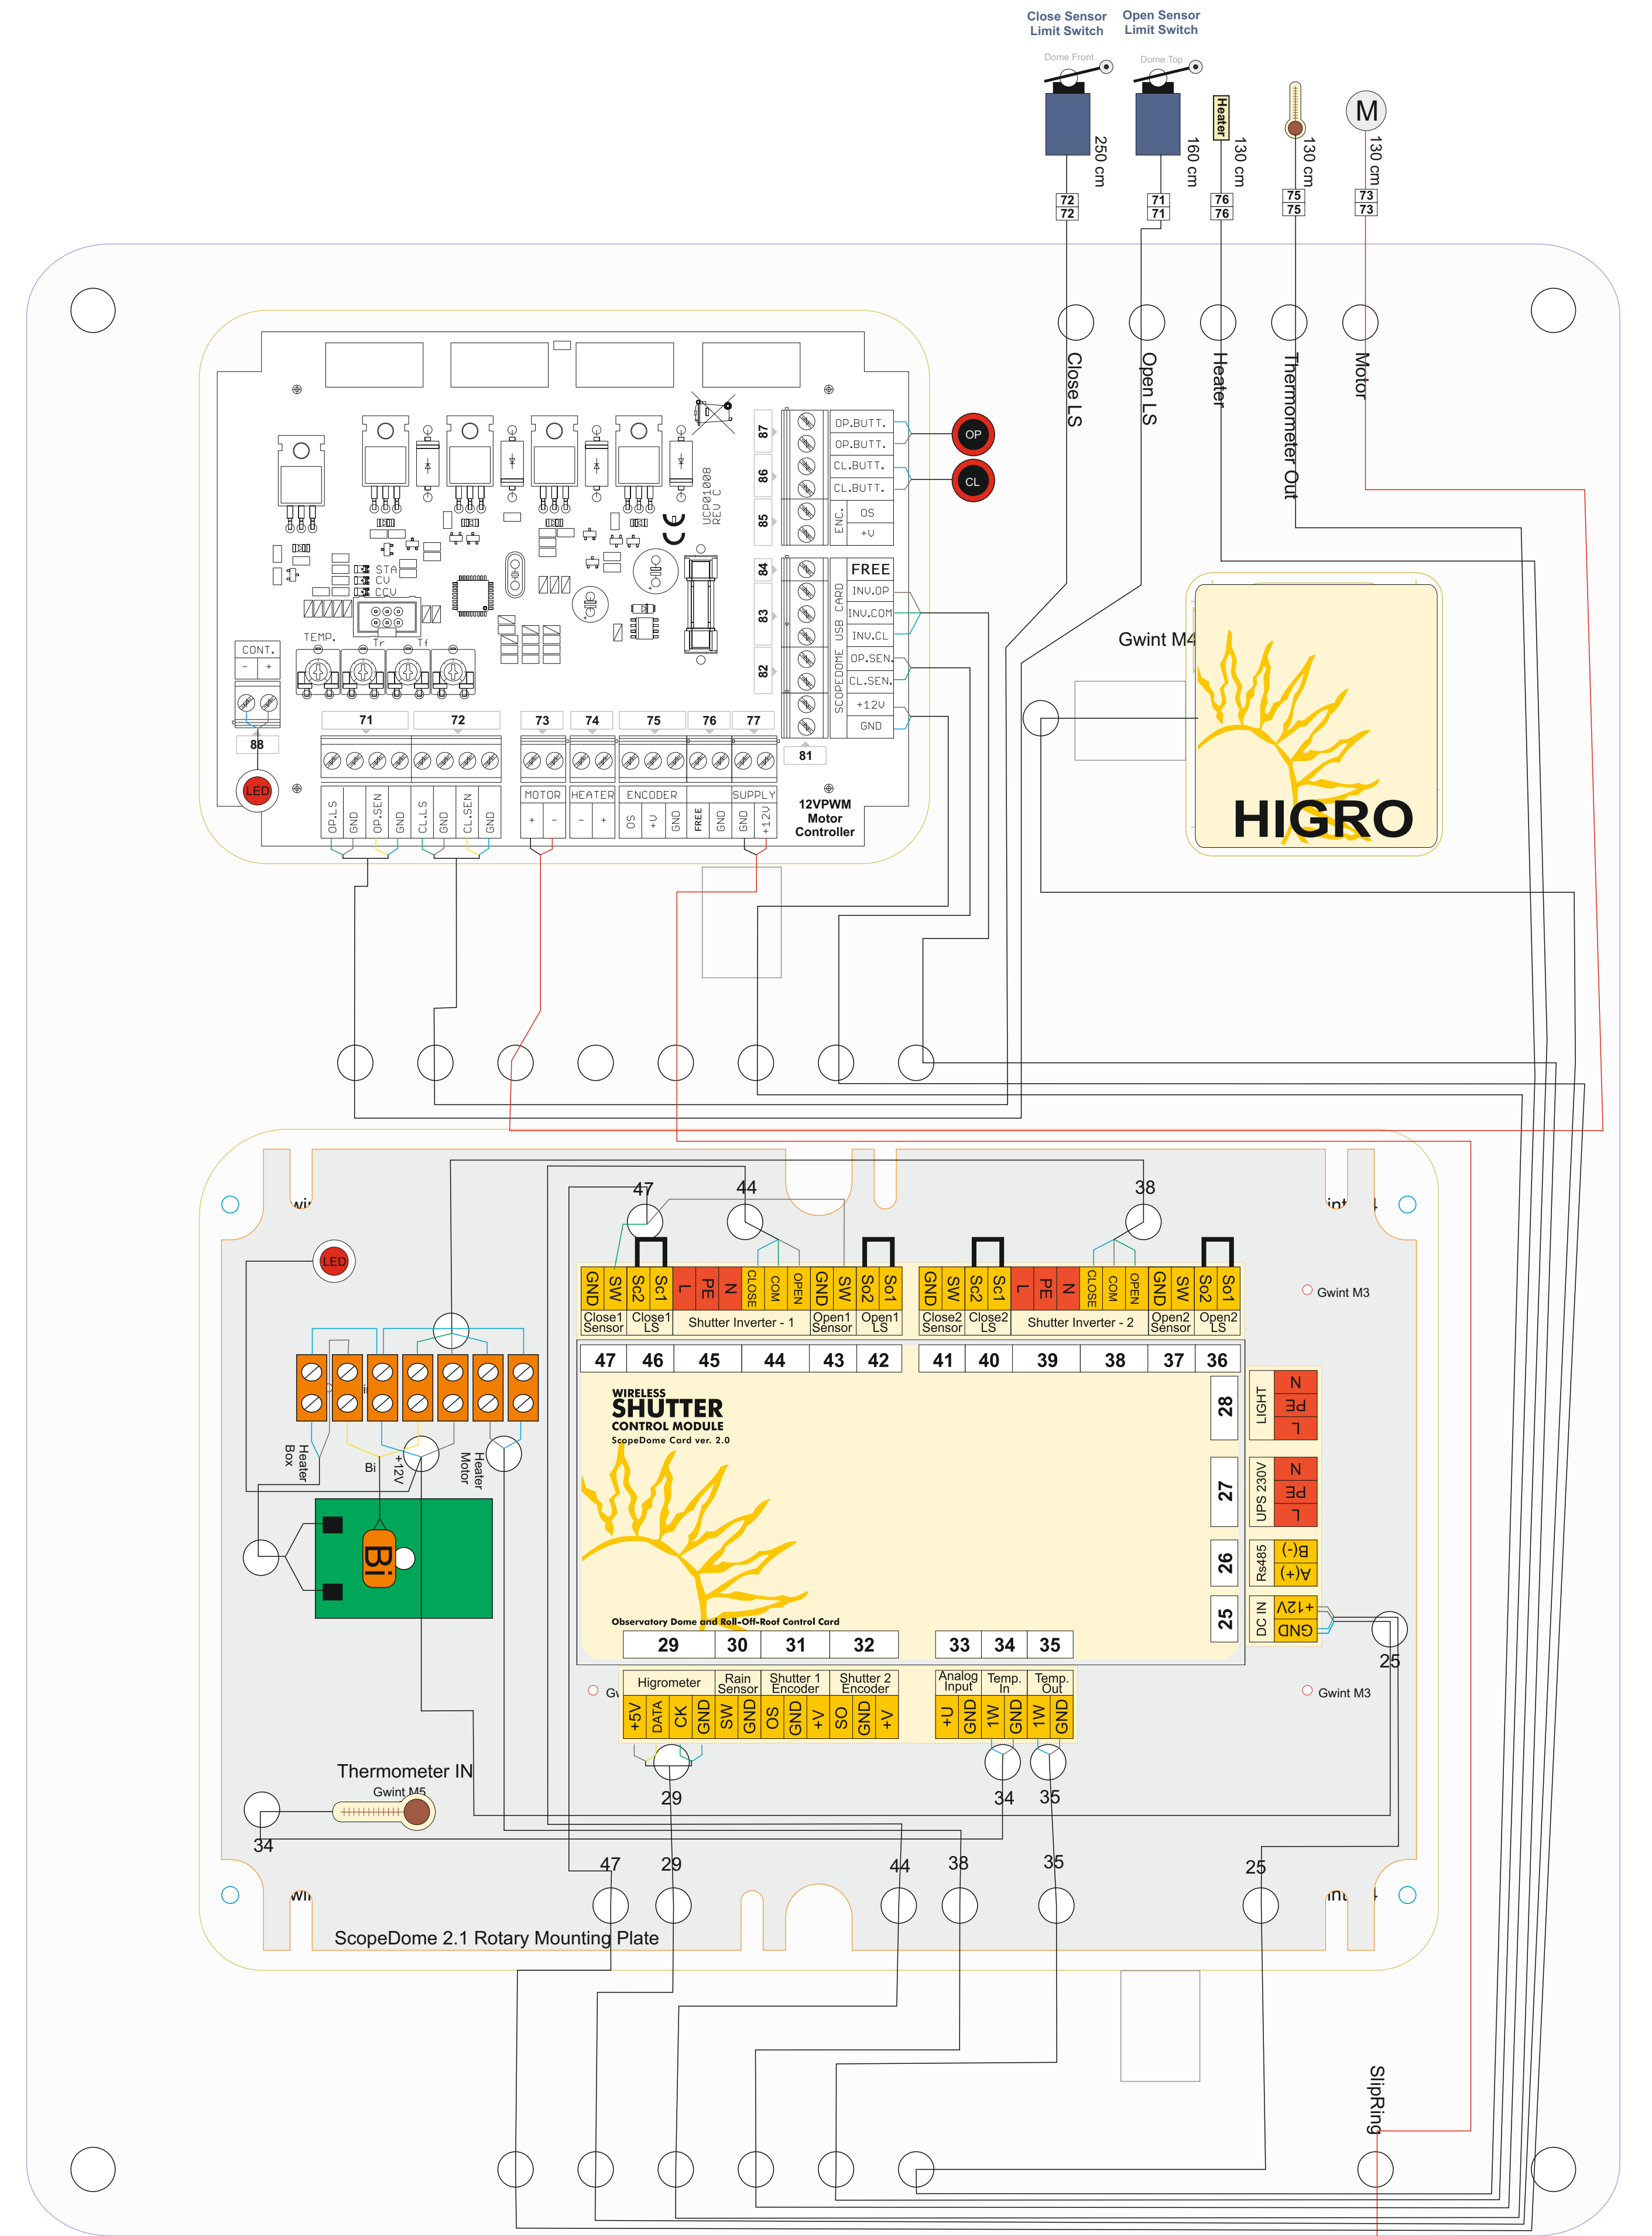 Close Sensor
Limit Switch
Open Sensor
Limit Switch
Dome Front
Dome Top
Heater
M
250 cm
160 cm
130 cm
130 cm
130 cm
72
72
71
71
76
76
75
75
73
73
Close LS
Open LS
Heater
Thermometer Out
Motor
UCP01008
REV C
87
OP.BUTT.
OP.BUTT.
OP
86
CL.BUTT.
CL.BUTT.
CL
85
ENC.
OS
+V
84
FREE
SCOPEDOME USB CARD
83
INV.OP
INV.COM
INV.CL
82
OP.SEN.
CL.SEN.
+12V
GND
81
STA
CV
CCV
TEMP.
Tr
Tf
CONT.
- +
88
LED
71
72
73
74
75
76
77
OP.LS
GND
OP.SEN
GND
CL.LS
GND
CL.SEN
GND
MOTOR
+ -
HEATER
- +
ENCODER
OS
+V
GND
FREE
GND
SUPPLY
GND
+12V
12VPWM
Motor
Controller
Gwint M4
HIGRO
47
44
38
LED
GND
SW
Sc2
Sc1
L
PE
N
CLOSE
COM
OPEN
GND
SW
So2
So1
GND
SW
Sc2
Sc1
L
PE
N
CLOSE
COM
OPEN
GND
SW
So2
So1
Close1
Sensor
Close1
LS
Shutter Inverter - 1
Open1
Sensor
Open1
LS
Close2
Sensor
Close2
LS
Shutter Inverter - 2
Open2
Sensor
Open2
LS
47
46
45
44
43
42
41
40
39
38
37
36
Gwint M3
WIRELESS
SHUTTER
CONTROL MODULE
ScopeDome Card ver. 2.0
28
LIGHT
N
PE
L
27
UPS 230V
N
PE
L
26
Rs485
B(-)
A(+)
25
DC IN
+12V
GND
25
Heater
Box
Bi
+12V
Heater
Motor
Bi
Observatory Dome and Roll-Off-Roof Control Card
29
30
31
32
33
34
35
Higrometer
Rain
Sensor
Shutter 1
Encoder
Shutter 2
Encoder
Analog
Input
Temp.
In
Temp.
Out
+5V
DATA
CK
GND
SW
GND
OS
GND
+V
SO
GND
+V
+U
GND
1W
GND
1W
GND
Gwint M3
Thermometer IN
Gwint M5
34
29
34
35
47
29
44
38
35
25
ScopeDome 2.1 Rotary Mounting Plate
SlipRing